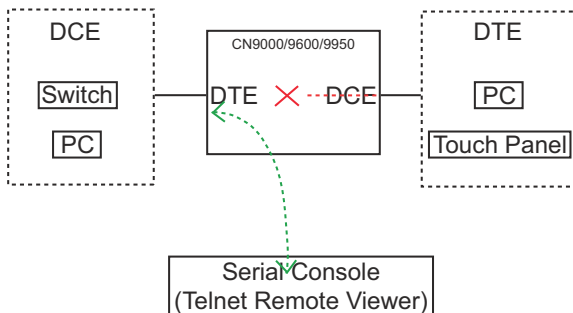 DCE
Switch
PC
CN9000/9600/9950
DTE
DCE
DTE
PC
Touch Panel
Serial Console
(Telnet Remote Viewer)